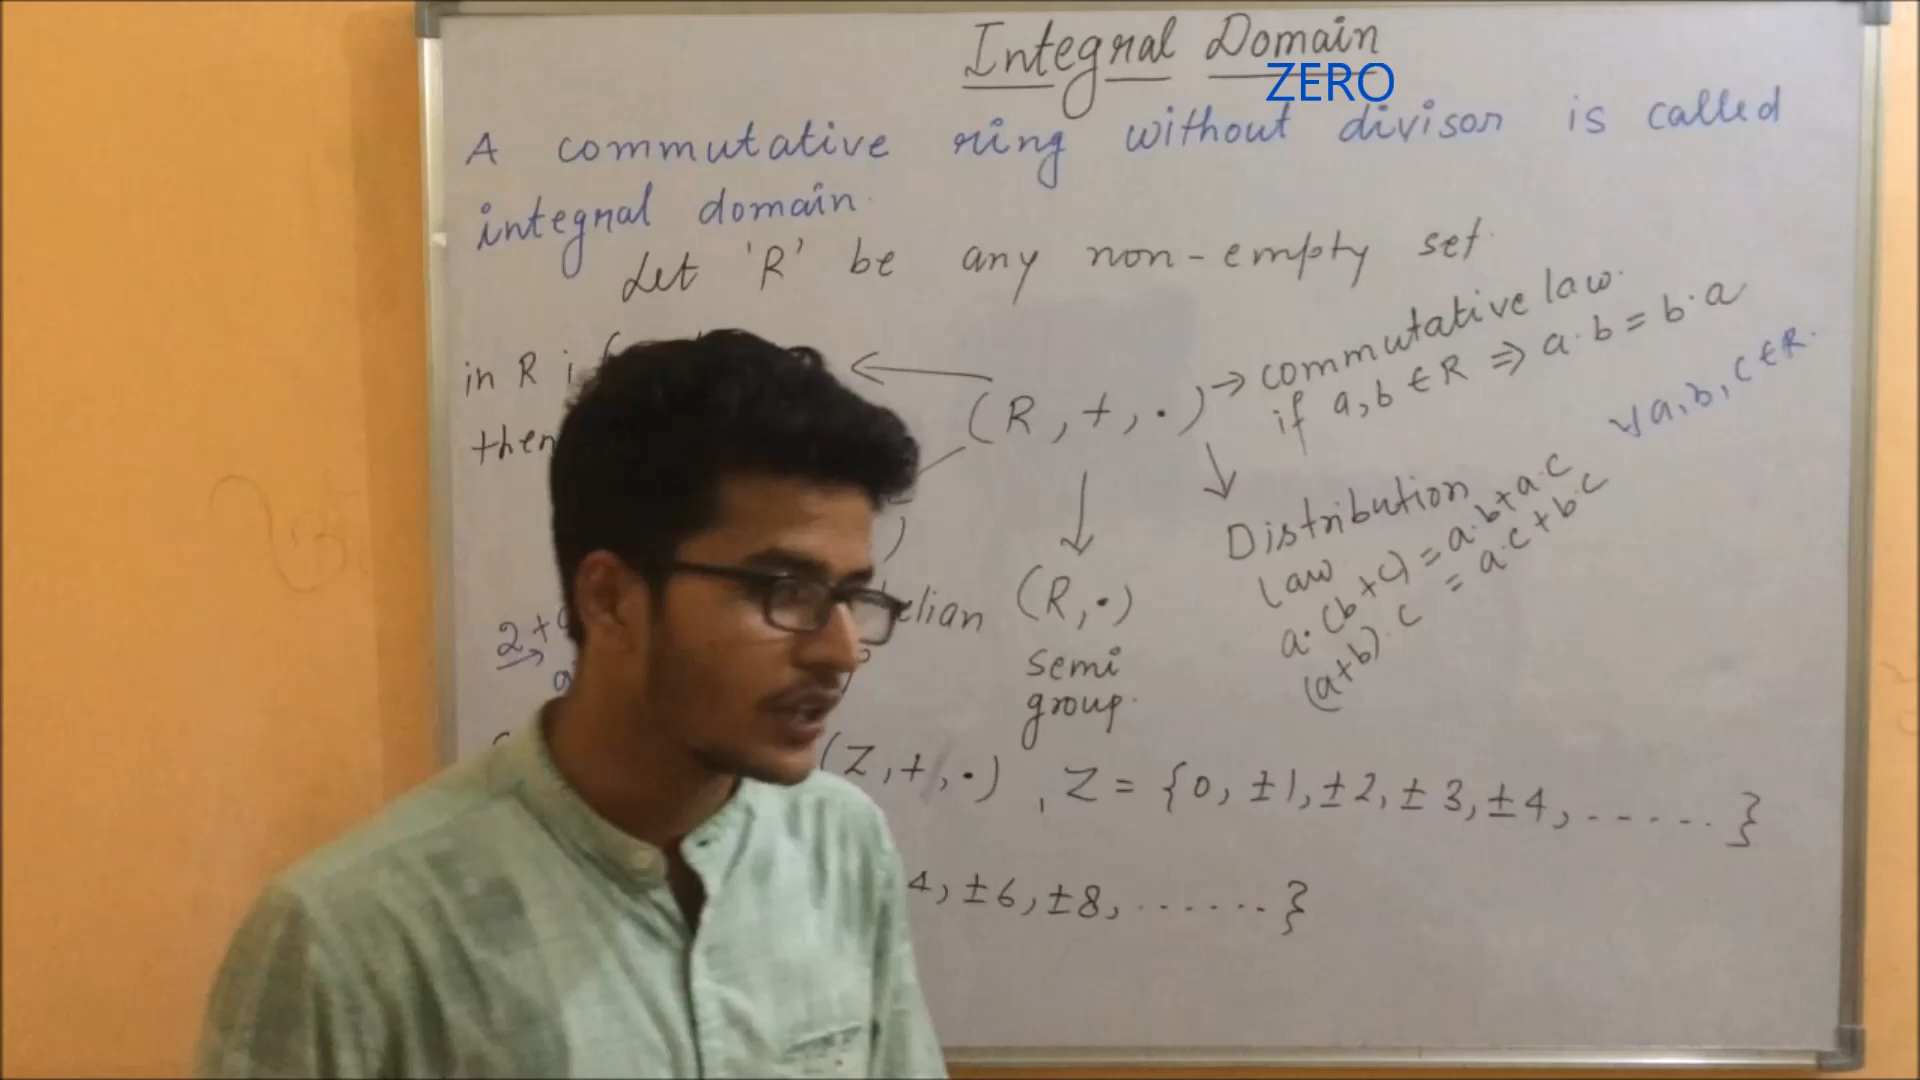 Integral Domain
ZERO
A commutative ring without divisor is called
integral domain.
Let 'R' be any non-empty set.
in R
then
(R, +, ·)
→ commutative law.
if a, b ∈ R ⇒ a·b = b·a
Distribution
law
a·(b+c) = a·b + a·c
(a+b)·c = a·c + b·c
∀ a, b, c ∈ R.
2 +
(R, ·)
semi
group.
(Z, +, ·) , Z = {0, ±1, ±2, ±3, ±4, ......}
4, ±6, ±8, ......}